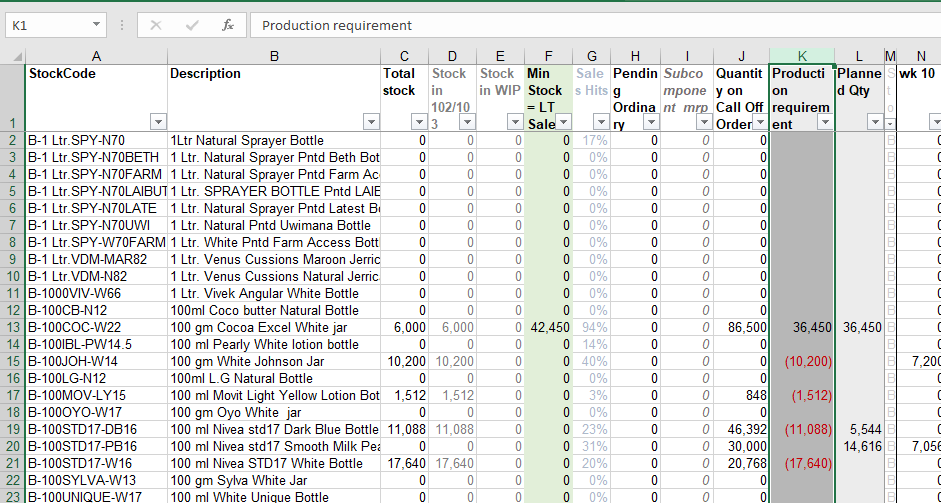 K1 fx Production requirement
A B C D E F G H I J K L M N
1 StockCode Description Total stock Stock in 102/103 Stock in WIP Min Stock = LT Sale Sales Hits Pending Ordinary Subcomponent mrp Quantity on Call Off Order Production requirement Planned Qty Sto wk 10
2 B-1 Ltr.SPY-N70 1Ltr Natural Sprayer Bottle 0 0 0 0 17% 0 0 0 B 0
3 B-1 Ltr.SPY-N70BETH 1 Ltr. Natural Sprayer Pntd Beth Bot 0 0 0 0 0% 0 0 0 B 0
4 B-1 Ltr.SPY-N70FARM 1 Ltr. Natural Sprayer Pntd Farm Ac 0 0 0 0 0% 0 0 0 B 0
5 B-1 Ltr.SPY-N70LAIBUT 1 Ltr. SPRAYER BOTTLE Pntd LAIE 0 0 0 0 0% 0 0 0 B 0
6 B-1 Ltr.SPY-N70LATE 1 Ltr. Natural Sprayer Pntd Latest B 0 0 0 0 0% 0 0 0 B 0
7 B-1 Ltr.SPY-N70UWI 1 Ltr. Natural Pntd Uwimana Bottle 0 0 0 0 0% 0 0 0 B 0
8 B-1 Ltr.SPY-W70FARM 1 Ltr. White Pntd Farm Access Bott 0 0 0 0 0% 0 0 0 B 0
9 B-1 Ltr.VDM-MAR82 1 Ltr. Venus Cussions Maroon Jerric 0 0 0 0 0% 0 0 0 B 0
10 B-1 Ltr.VDM-N82 1 Ltr. Venus Cussions Natural Jerric 0 0 0 0 0% 0 0 0 B 0
11 B-1000VIV-W66 1 Ltr. Vivek Angular White Bottle 0 0 0 0 0% 0 0 0 B 0
12 B-100CB-N12 100ml Coco butter Natural Bottle 0 0 0 0 0% 0 0 0 B 0
13 B-100COC-W22 100 gm Cocoa Excel White jar 6,000 6,000 0 42,450 94% 0 0 86,500 36,450 36,450 B 0
14 B-100IBL-PW14.5 100 ml Pearly White lotion bottle 0 0 0 0 14% 0 0 0 B 0
15 B-100JOH-W14 100 gm White Johnson Jar 10,200 10,200 0 0 40% 0 0 0 (10,200) B 7,200
16 B-100LG-N12 100ml L.G Natural Bottle 0 0 0 0 0% 0 0 0 B 0
17 B-100MOV-LY15 100 ml Movit Light Yellow Lotion Bot 1,512 1,512 0 0 3% 0 0 848 (1,512) B 0
18 B-100OYO-W17 100 gm Oyo White jar 0 0 0 0 0% 0 0 0 B 0
19 B-100STD17-DB16 100 ml Nivea std17 Dark Blue Bottle 11,088 11,088 0 0 23% 0 0 46,392 (11,088) 5,544 B 0
20 B-100STD17-PB16 100 ml Nivea std17 Smooth Milk Pea 0 0 0 0 31% 0 0 30,000 14,616 B 7,056
21 B-100STD17-W16 100 ml Nivea STD17 White Bottle 17,640 17,640 0 0 20% 0 0 20,768 (17,640) B 0
22 B-100SYLVA-W13 100 gm Sylva White Jar 0 0 0 0 0% 0 0 0 B 0
23 B-100UNIQUE-W17 100 ml White Unique Bottle 0 0 0 0 0% 0 0 0 B 0